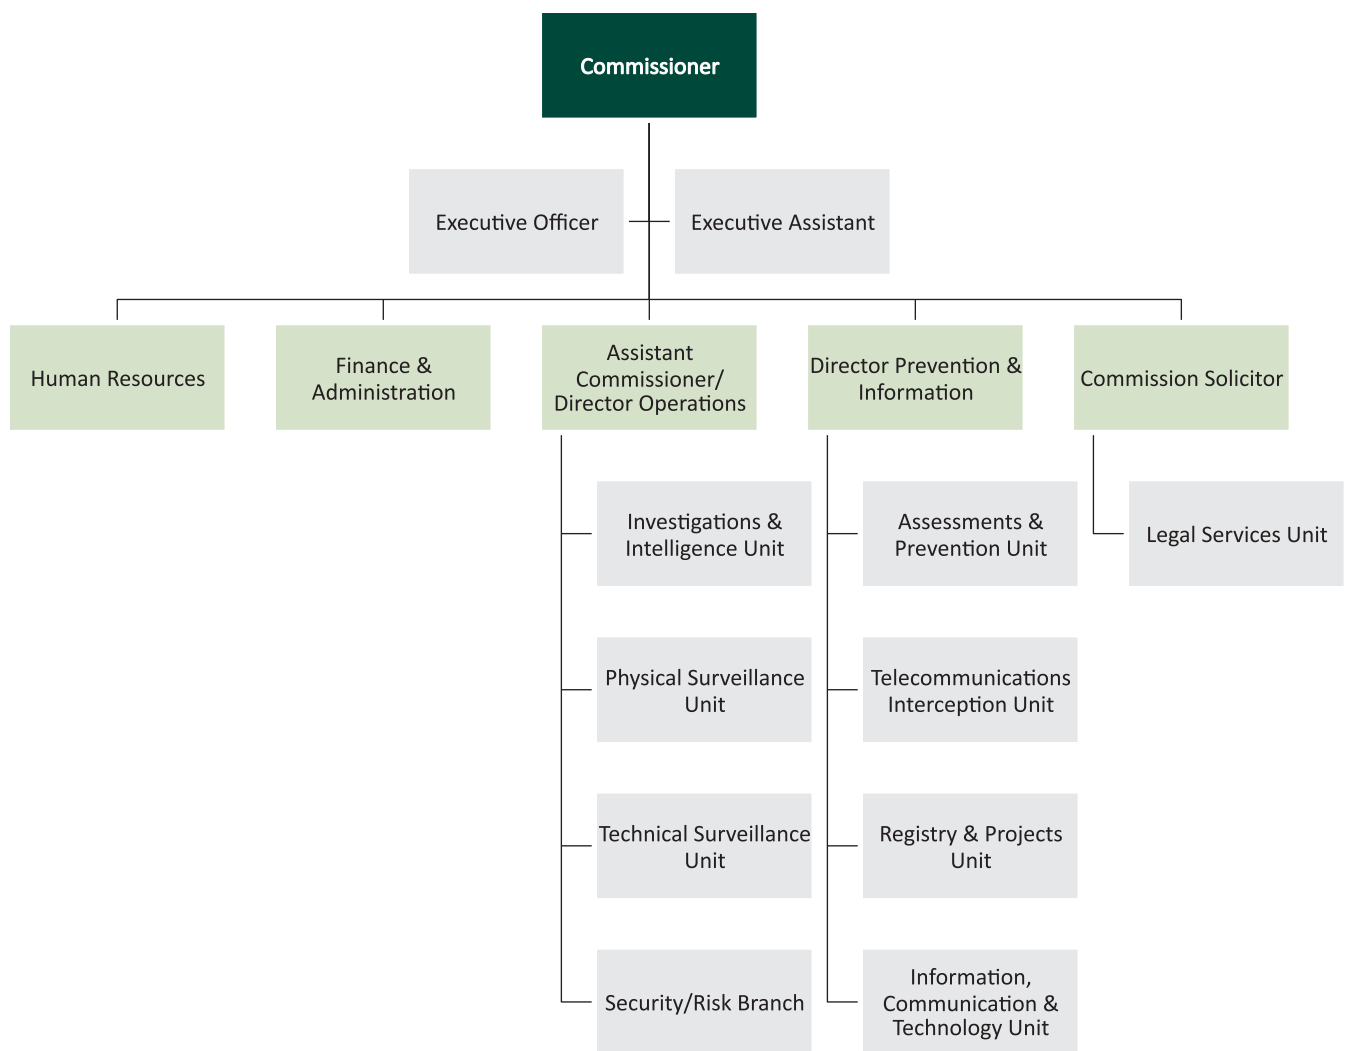 Commissioner
Executive Officer
Executive Assistant
Human Resources
Finance &
Administration
Assistant
Commissioner/
Director Operations
Director Prevention &
Information
Commission Solicitor
Investigations &
Intelligence Unit
Physical Surveillance
Unit
Technical Surveillance
Unit
Security/Risk Branch
Assessments &
Prevention Unit
Telecommunications
Interception Unit
Registry & Projects
Unit
Information,
Communication &
Technology Unit
Legal Services Unit